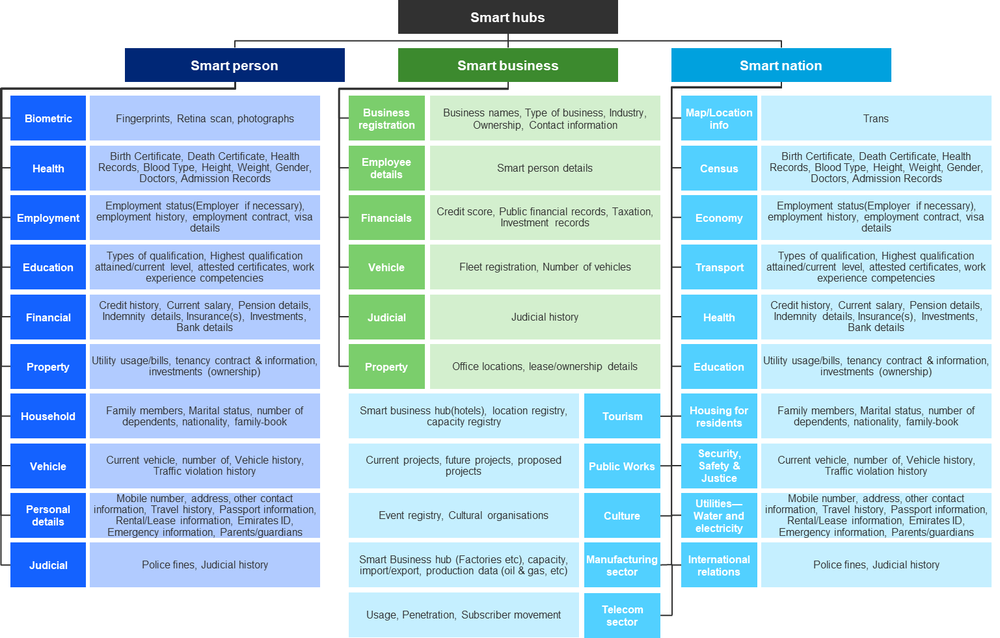 Smart hubs
Smart person
Smart business
Smart nation
Biometric
Fingerprints, Retina scan, photographs
Health
Birth Certificate, Death Certificate, Health
Records, Blood Type, Height, Weight, Gender,
Doctors, Admission Records
Employment
Employment status(Employer if necessary),
employment history, employment contract, visa
details
Education
Types of qualification, Highest qualification
attained/current level, attested certificates, work
experience competencies
Financial
Credit history, Current salary, Pension details,
Indemnity details, Insurance(s), Investments,
Bank details
Property
Utility usage/bills, tenancy contract & information,
investments (ownership)
Household
Family members, Marital status, number of
dependents, nationality, family-book
Vehicle
Current vehicle, number of, Vehicle history,
Traffic violation history
Personal
details
Mobile number, address, other contact
information, Travel history, Passport information,
Rental/Lease information, Emirates ID,
Emergency information, Parents/guardians
Judicial
Police fines, Judicial history
Business
registration
Business names, Type of business, Industry,
Ownership, Contact information
Employee
details
Smart person details
Financials
Credit score, Public financial records, Taxation,
Investment records
Vehicle
Fleet registration, Number of vehicles
Judicial
Judicial history
Property
Office locations, lease/ownership details
Smart business hub(hotels), location registry,
capacity registry
Tourism
Current projects, future projects, proposed
projects
Public Works
Event registry, Cultural organisations
Culture
Smart Business hub (Factories etc), capacity,
import/export, production data (oil & gas, etc)
Manufacturing
sector
Usage, Penetration, Subscriber movement
Telecom
sector
Map/Location
info
Trans
Census
Birth Certificate, Death Certificate, Health
Records, Blood Type, Height, Weight, Gender,
Doctors, Admission Records
Economy
Employment status(Employer if necessary),
employment history, employment contract, visa
details
Transport
Types of qualification, Highest qualification
attained/current level, attested certificates, work
experience competencies
Health
Credit history, Current salary, Pension details,
Indemnity details, Insurance(s), Investments,
Bank details
Education
Utility usage/bills, tenancy contract & information,
investments (ownership)
Housing for
residents
Family members, Marital status, number of
dependents, nationality, family-book
Security,
Safety &
Justice
Current vehicle, number of, Vehicle history,
Traffic violation history
Utilities—
Water and
electricity
Mobile number, address, other contact
information, Travel history, Passport information,
Rental/Lease information, Emirates ID,
Emergency information, Parents/guardians
International
relations
Police fines, Judicial history